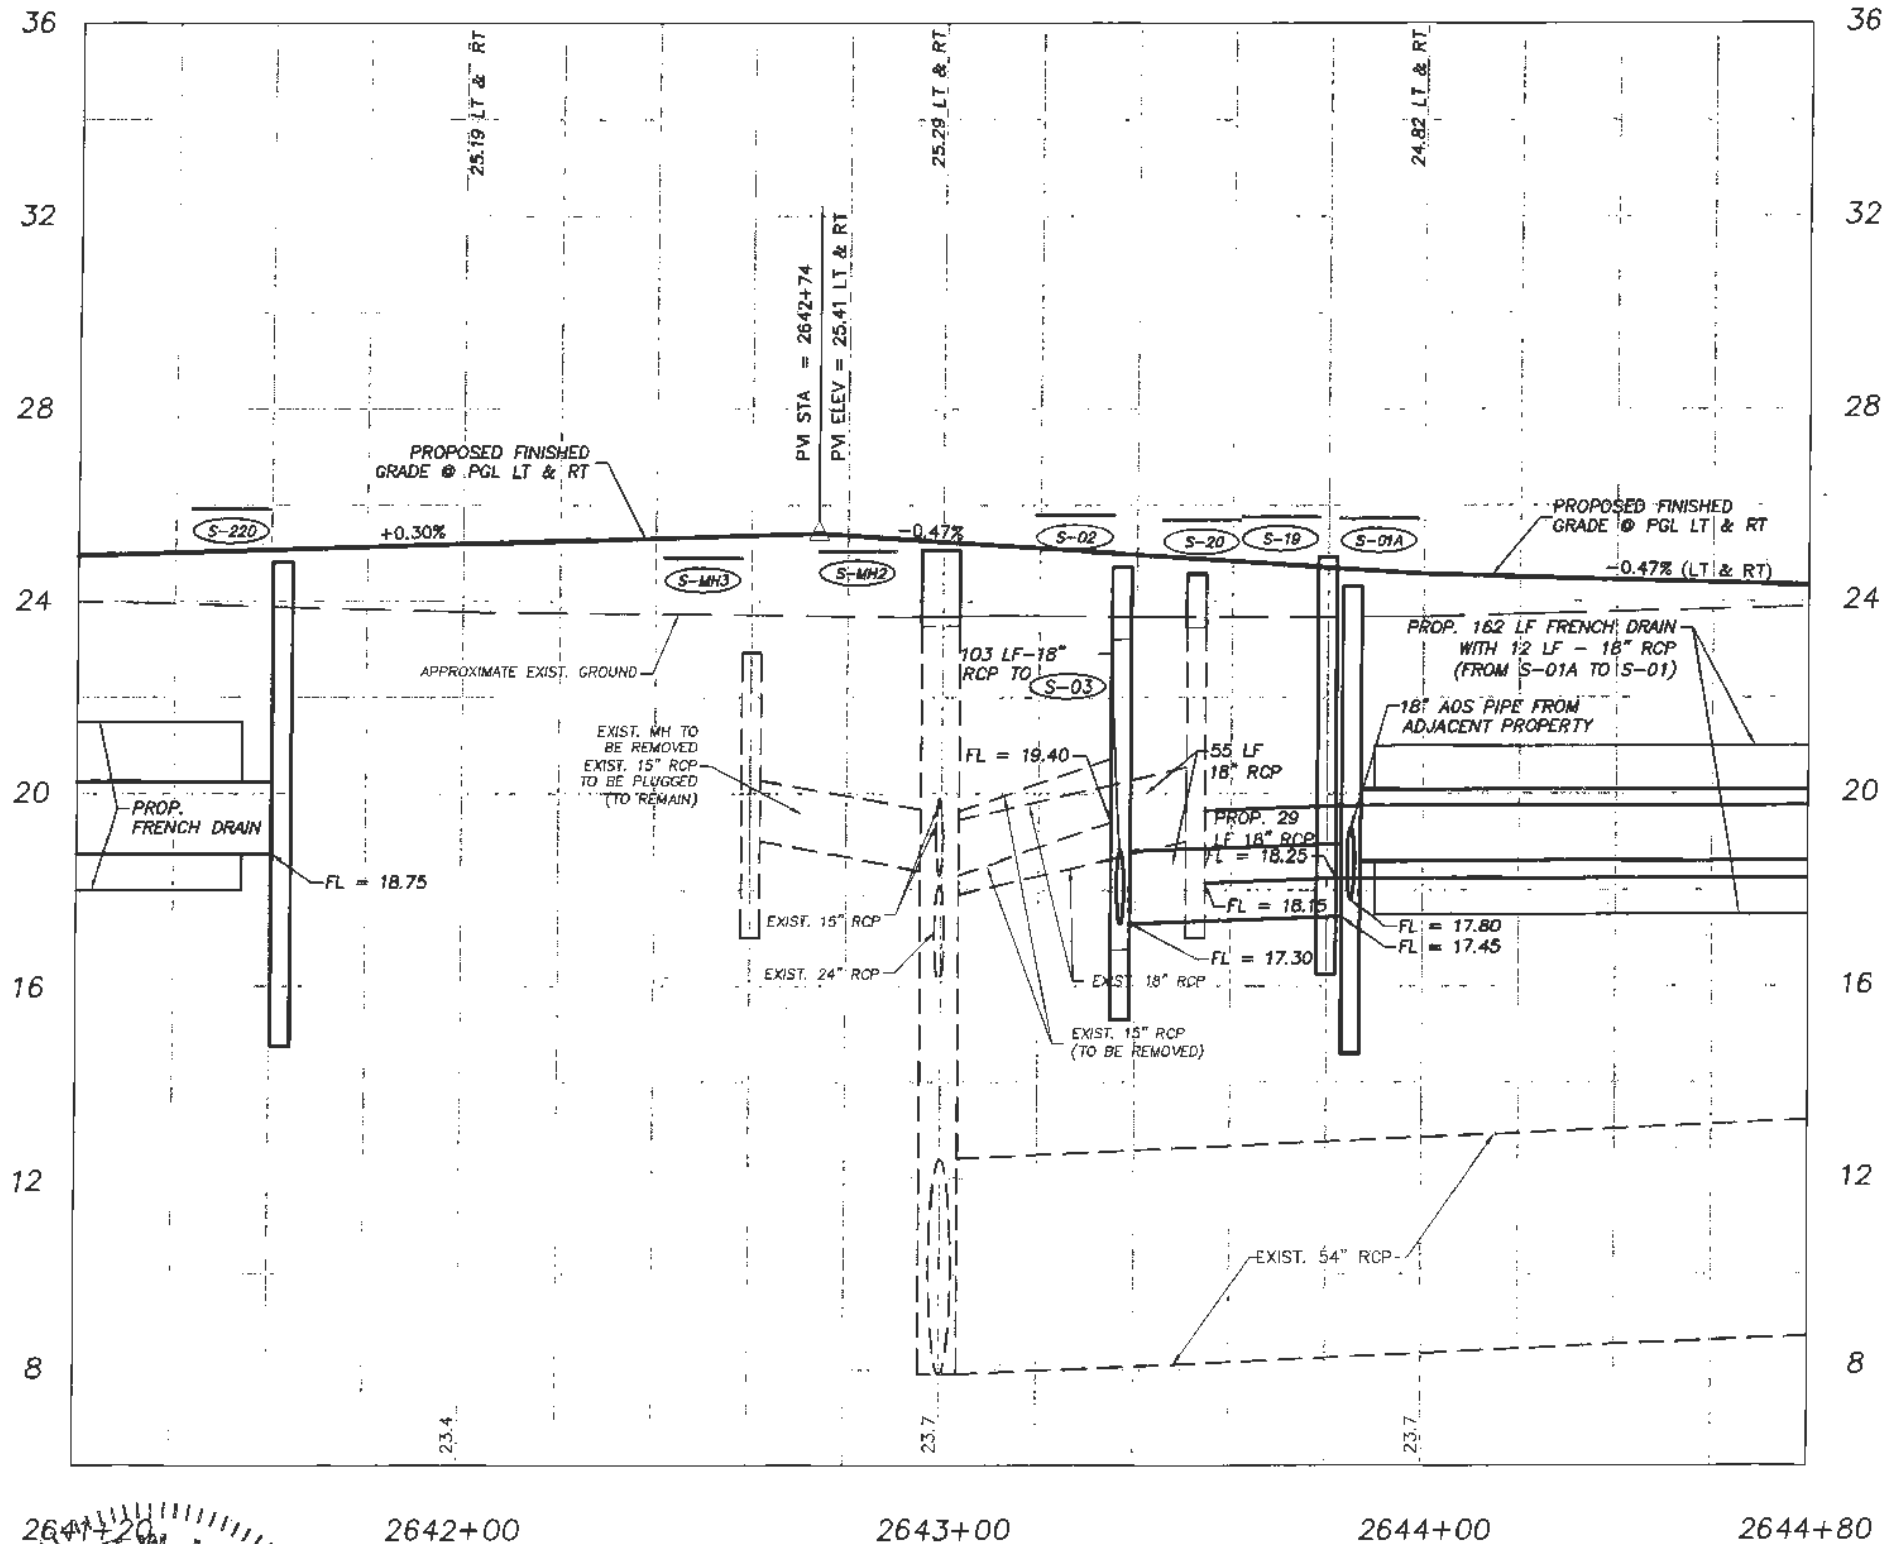 36
36
25.19 LT & RT
25.29 LT & RT
24.82 LT & RT
32
32
PVI STA = 2642+74
PVI ELEV = 25.41 LT & RT
28
28
PROPOSED FINISHED
GRADE @ PGL LT & RT
PROPOSED FINISHED
GRADE @ PGL LT & RT
S-220
+0.30%
-0.47%
S-02
S-20
S-19
S-01A
S-MH3
S-MH2
-0.47% (LT & RT)
24
24
APPROXIMATE EXIST. GROUND
103 LF-18"
RCP TO
S-03
PROP. 162 LF FRENCH DRAIN
WITH 12 LF - 18" RCP
(FROM S-01A TO S-01)
18" ADS PIPE FROM
ADJACENT PROPERTY
EXIST. MH TO
BE REMOVED
EXIST. 15" RCP
TO BE PLUGGED
(TO REMAIN)
FL = 19.40
55 LF
18" RCP
20
20
PROP.
FRENCH DRAIN
PROP. 29
LF 18" RCP
FL = 18.25
FL = 18.75
FL = 18.15
EXIST. 15" RCP
FL = 17.80
FL = 17.45
FL = 17.30
EXIST. 24" RCP
EXIST. 18" RCP
16
16
EXIST. 15" RCP
(TO BE REMOVED)
12
12
EXIST. 54" RCP
8
8
23.4
23.7
23.7
2641+20
2642+00
2643+00
2644+00
2644+80